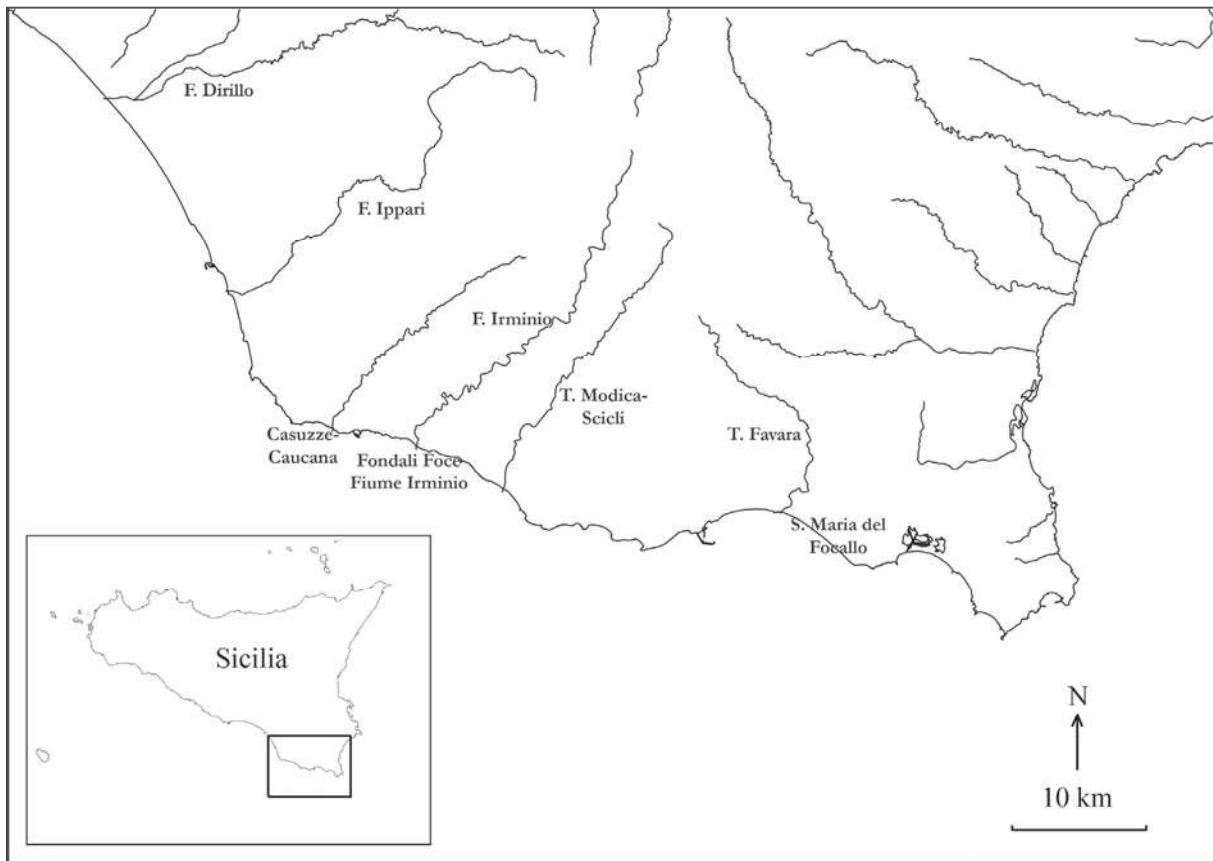 F. Dirillo
F. Ippari
F. Irminio
T. Modica-
Scicli
Casuzze-
Caucana
Fondali Foce
Fiume Irminio
T. Favara
S. Maria del
Focallo
Sicilia
N
10 km